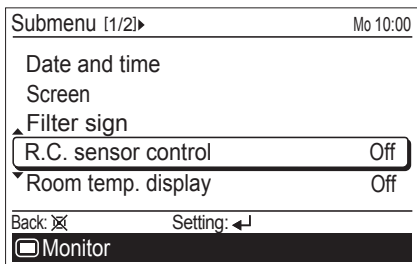 Submenu [1/2] Mo 10:00
Date and time
Screen
Filter sign
R.C. sensor control Off
Room temp. display Off
Back: Setting:
Monitor